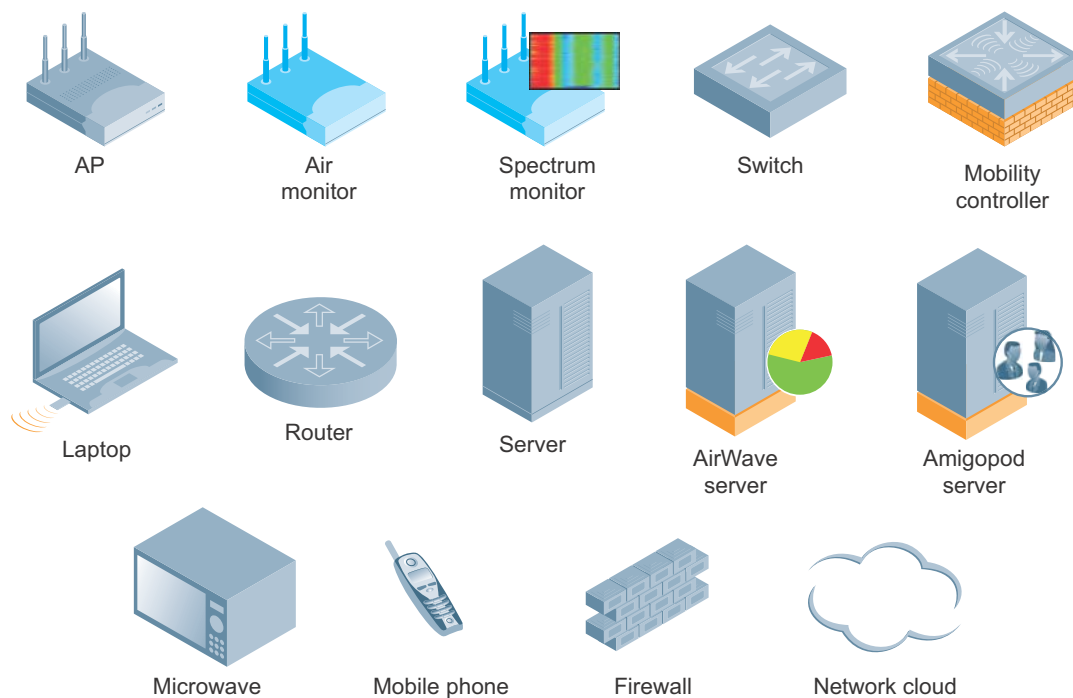 AP
Air
monitor
Spectrum
monitor
Switch
Mobility
controller
Laptop
Router
Server
AirWave
server
Amigopod
server
Microwave
Mobile phone
Firewall
Network cloud